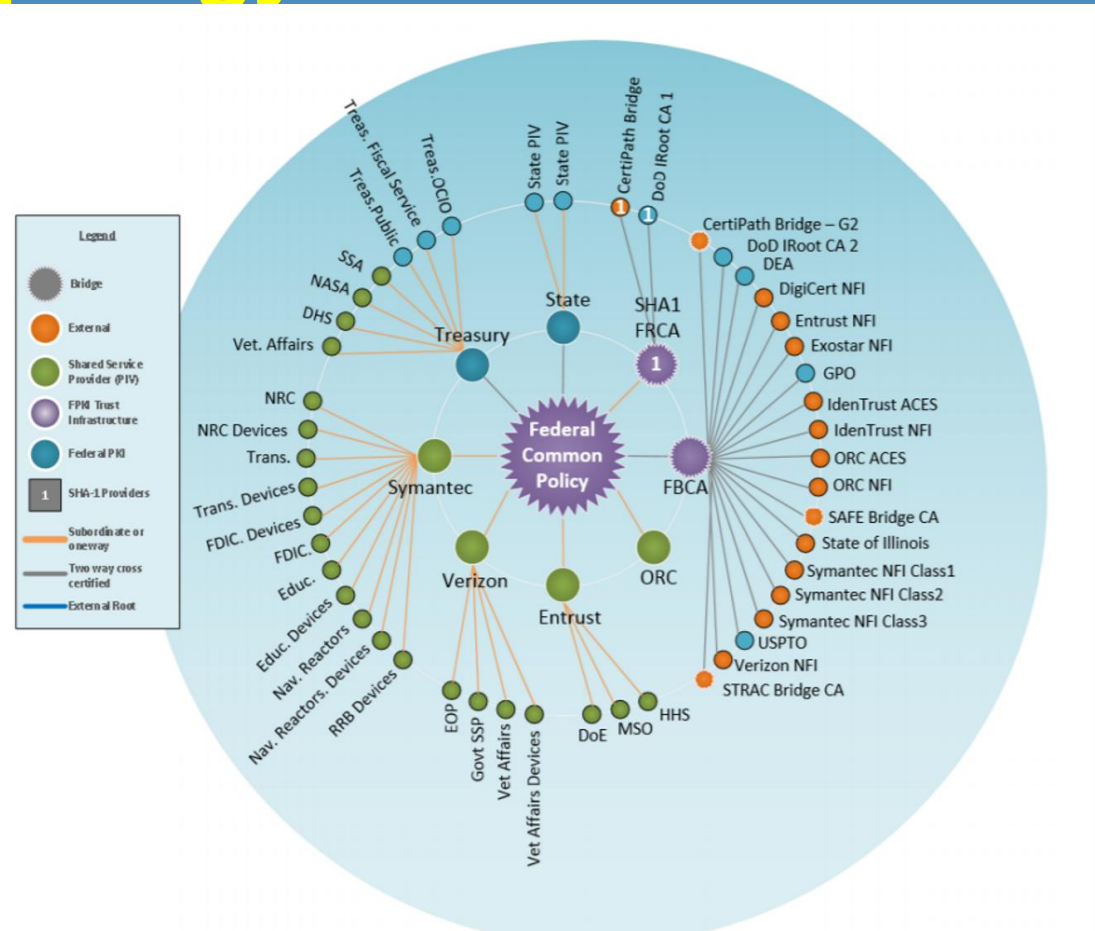 Legend
Bridge
External
Shared Service
Provider (PIV)
FPKI Trust
Infrastructure
Federal PKI
1
SHA-1 Providers
Subordinate or
oneway
Two way cross
certified
External Root
Federal
Common
Policy
State
SHA1
FRCA
1
FBCA
ORC
Entrust
Verizon
Symantec
Treasury
State PIV
State PIV
CertiPath Bridge
1
DoD IRoot CA 1
1
CertiPath Bridge – G2
DoD IRoot CA 2
DEA
DigiCert NFI
Entrust NFI
Exostar NFI
GPO
IdenTrust ACES
IdenTrust NFI
ORC ACES
ORC NFI
SAFE Bridge CA
State of Illinois
Symantec NFI Class1
Symantec NFI Class2
Symantec NFI Class3
USPTO
Verizon NFI
STRAC Bridge CA
HHS
MSO
DoE
Vet Affairs Devices
Vet Affairs
Govt SSP
EOP
RRB Devices
Nav. Reactors. Devices
Nav. Reactors
Educ. Devices
Educ.
FDIC.
FDIC. Devices
Trans. Devices
Trans.
NRC Devices
NRC
Vet. Affairs
DHS
NASA
SSA
Treas.Public
Treas. Fiscal Service
Treas.OCIO